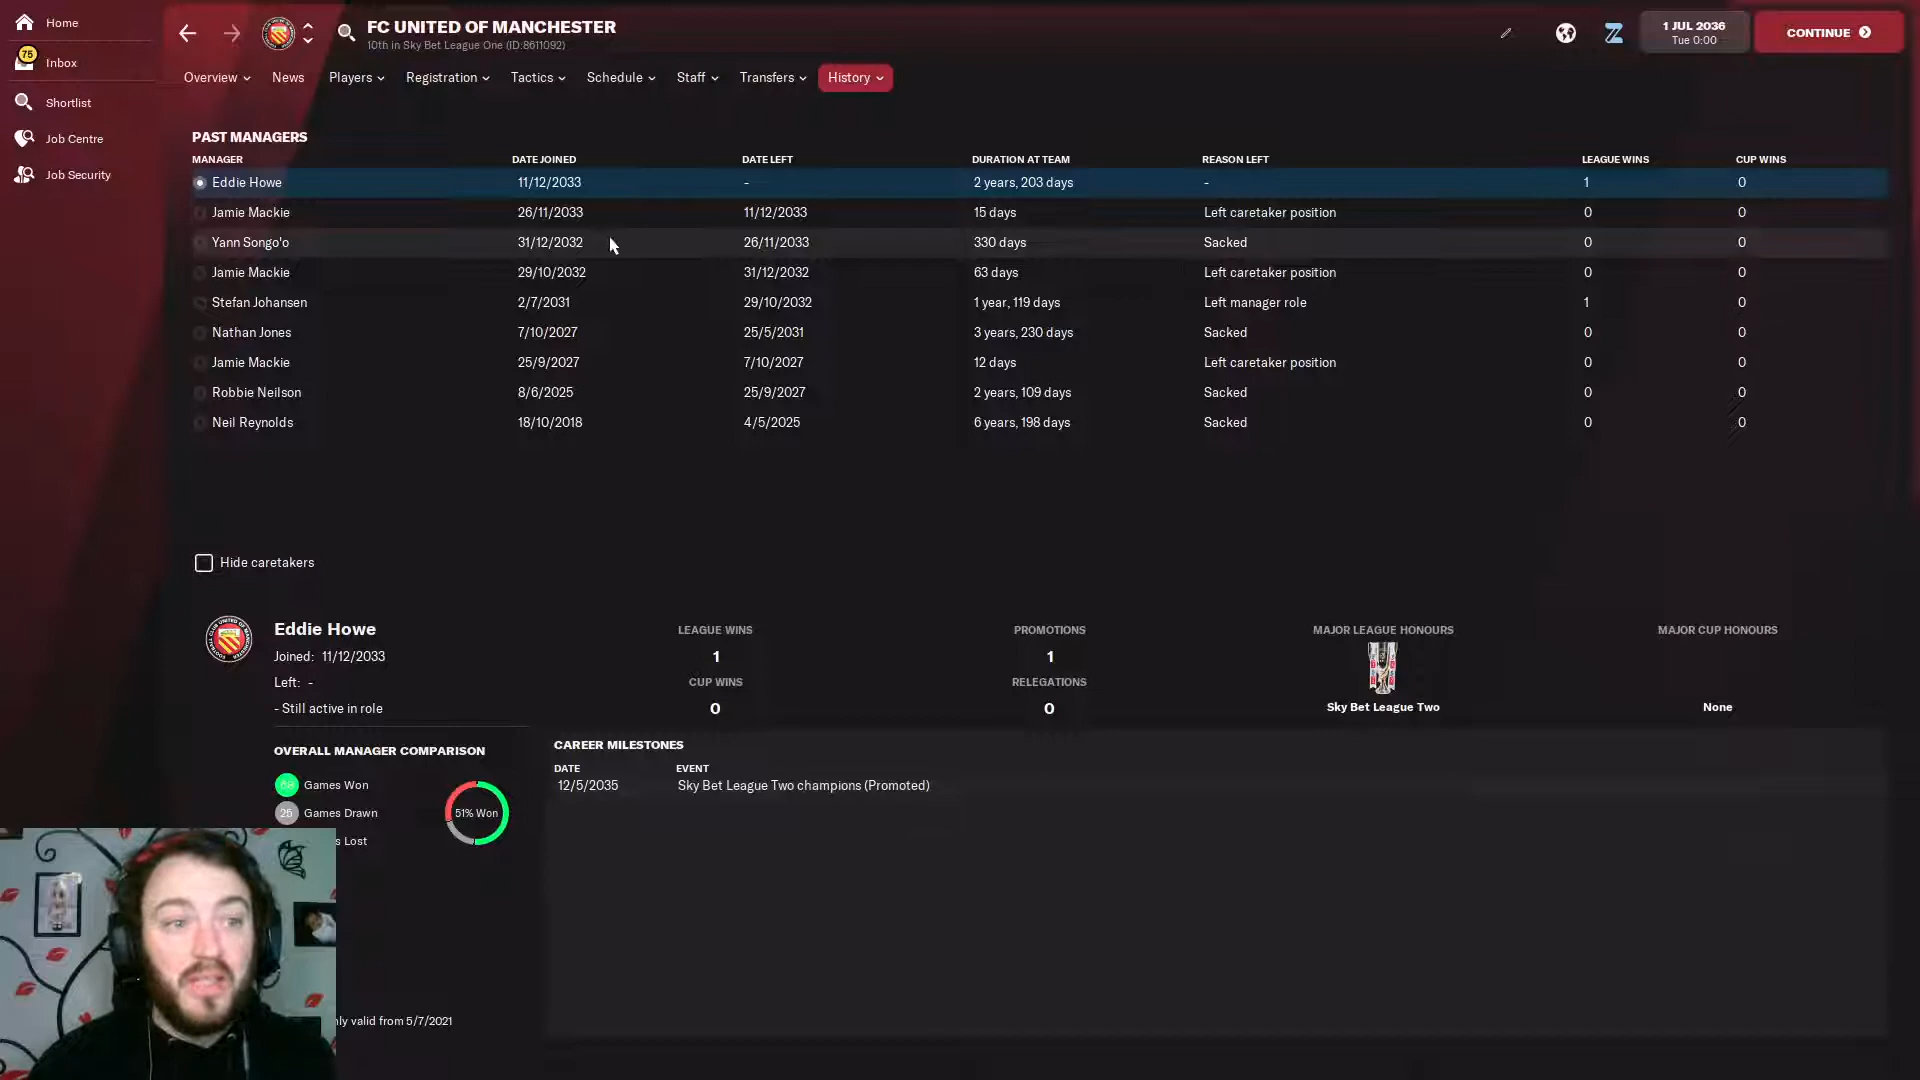 Home
75
Inbox
Shortlist
Job Centre
Job Security
FC UNITED OF MANCHESTER
10th in Sky Bet League One (ID:8611092)
1 JUL 2036
Tue 0:00
CONTINUE
Overview
News
Players
Registration
Tactics
Schedule
Staff
Transfers
History
PAST MANAGERS
MANAGER DATE JOINED DATE LEFT DURATION AT TEAM REASON LEFT LEAGUE WINS CUP WINS
Eddie Howe 11/12/2033 - 2 years, 203 days - 1 0
Jamie Mackie 26/11/2033 11/12/2033 15 days Left caretaker position 0 0
Yann Songo'o 31/12/2032 26/11/2033 330 days Sacked 0 0
Jamie Mackie 29/10/2032 31/12/2032 63 days Left caretaker position 0 0
Stefan Johansen 2/7/2031 29/10/2032 1 year, 119 days Left manager role 1 0
Nathan Jones 7/10/2027 25/5/2031 3 years, 230 days Sacked 0 0
Jamie Mackie 25/9/2027 7/10/2027 12 days Left caretaker position 0 0
Robbie Neilson 8/6/2025 25/9/2027 2 years, 109 days Sacked 0 0
Neil Reynolds 18/10/2018 4/5/2025 6 years, 198 days Sacked 0 0
Hide caretakers
Eddie Howe
Joined: 11/12/2033
Left: -
- Still active in role
LEAGUE WINS
1
CUP WINS
0
PROMOTIONS
1
RELEGATIONS
0
MAJOR LEAGUE HONOURS
Sky Bet League Two
MAJOR CUP HONOURS
None
OVERALL MANAGER COMPARISON
Games Won
25 Games Drawn
s Lost
51% Won
CAREER MILESTONES
DATE EVENT
12/5/2035 Sky Bet League Two champions (Promoted)
nly valid from 5/7/2021